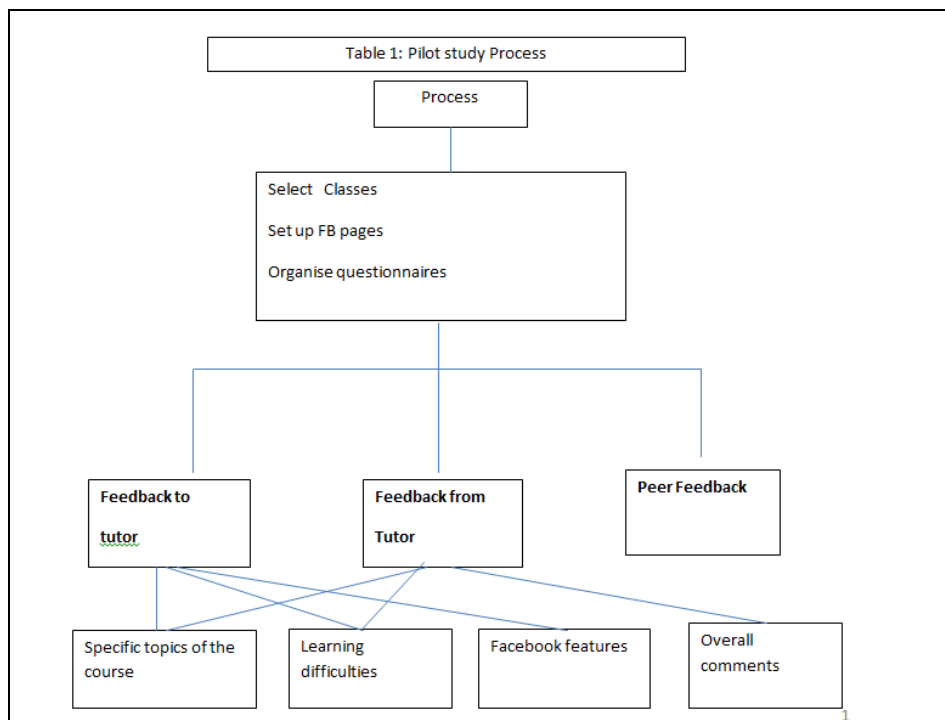 Table 1: Pilot study Process
Process
Select Classes
Set up FB pages
Organise questionnaires
Feedback to
tutor
Feedback from
Tutor
Peer Feedback
Specific topics of the
course
Learning
difficulties
Facebook features
Overall
comments
1